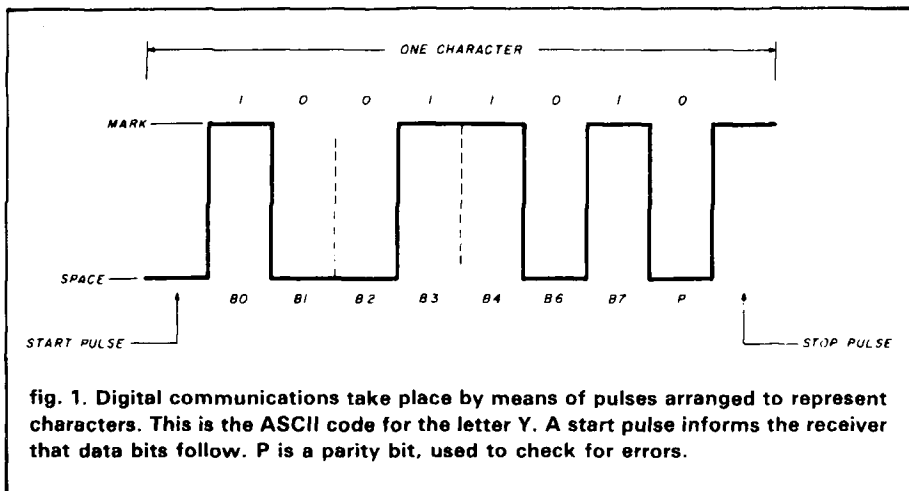 ONE CHARACTER
1 0 0 1 1 0 1 0
MARK
SPACE
B0 B1 B2 B3 B4 B6 B7 P
START PULSE STOP PULSE
fig. 1. Digital communications take place by means of pulses arranged to represent
characters. This is the ASCII code for the letter Y. A start pulse informs the receiver
that data bits follow. P is a parity bit, used to check for errors.